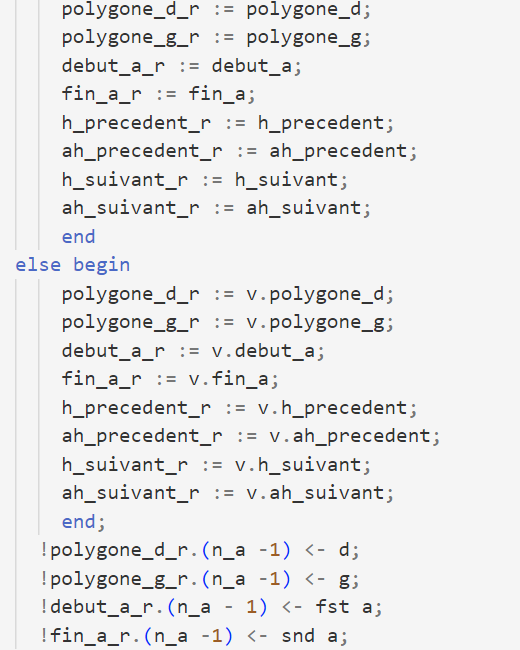 polygone_d_r := polygone_d;
polygone_g_r := polygone_g;
debut_a_r := debut_a;
fin_a_r := fin_a;
h_precedent_r := h_precedent;
ah_precedent_r := ah_precedent;
h_suivant_r := h_suivant;
ah_suivant_r := ah_suivant;
end
else begin
polygone_d_r := v.polygone_d;
polygone_g_r := v.polygone_g;
debut_a_r := v.debut_a;
fin_a_r := v.fin_a;
h_precedent_r := v.h_precedent;
ah_precedent_r := v.ah_precedent;
h_suivant_r := v.h_suivant;
ah_suivant_r := v.ah_suivant;
end;
!polygone_d_r.(n_a -1) <- d;
!polygone_g_r.(n_a -1) <- g;
!debut_a_r.(n_a - 1) <- fst a;
!fin_a_r.(n_a -1) <- snd a;